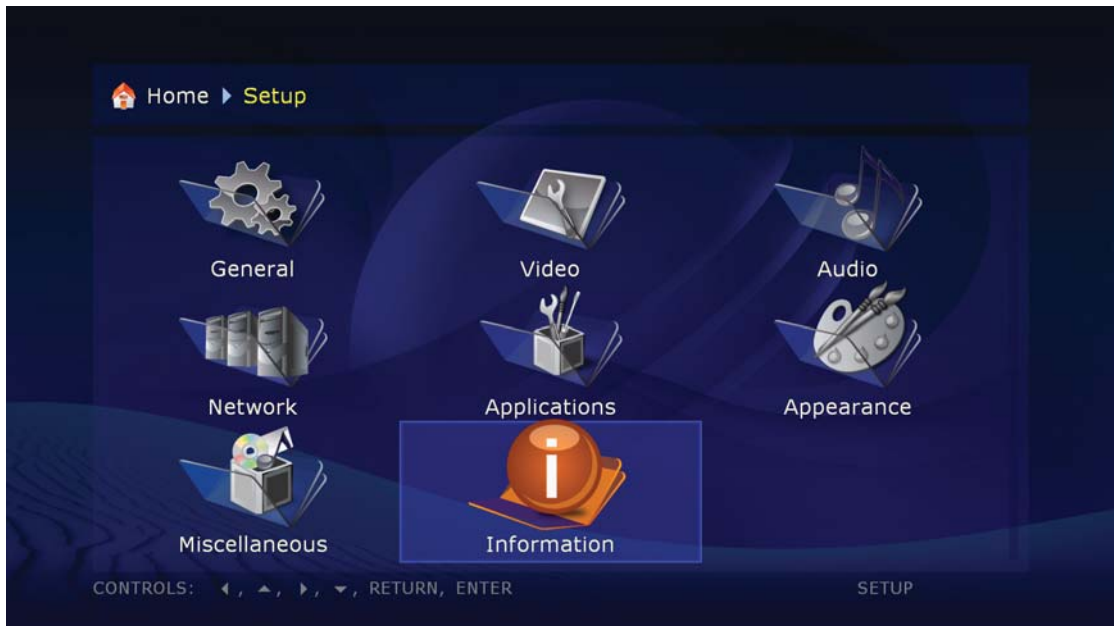 Home Setup
General Video Audio
Network Applications Appearance
Miscellaneous Information
CONTROLS: ◀, ▲, ▶, ▼, RETURN, ENTER SETUP